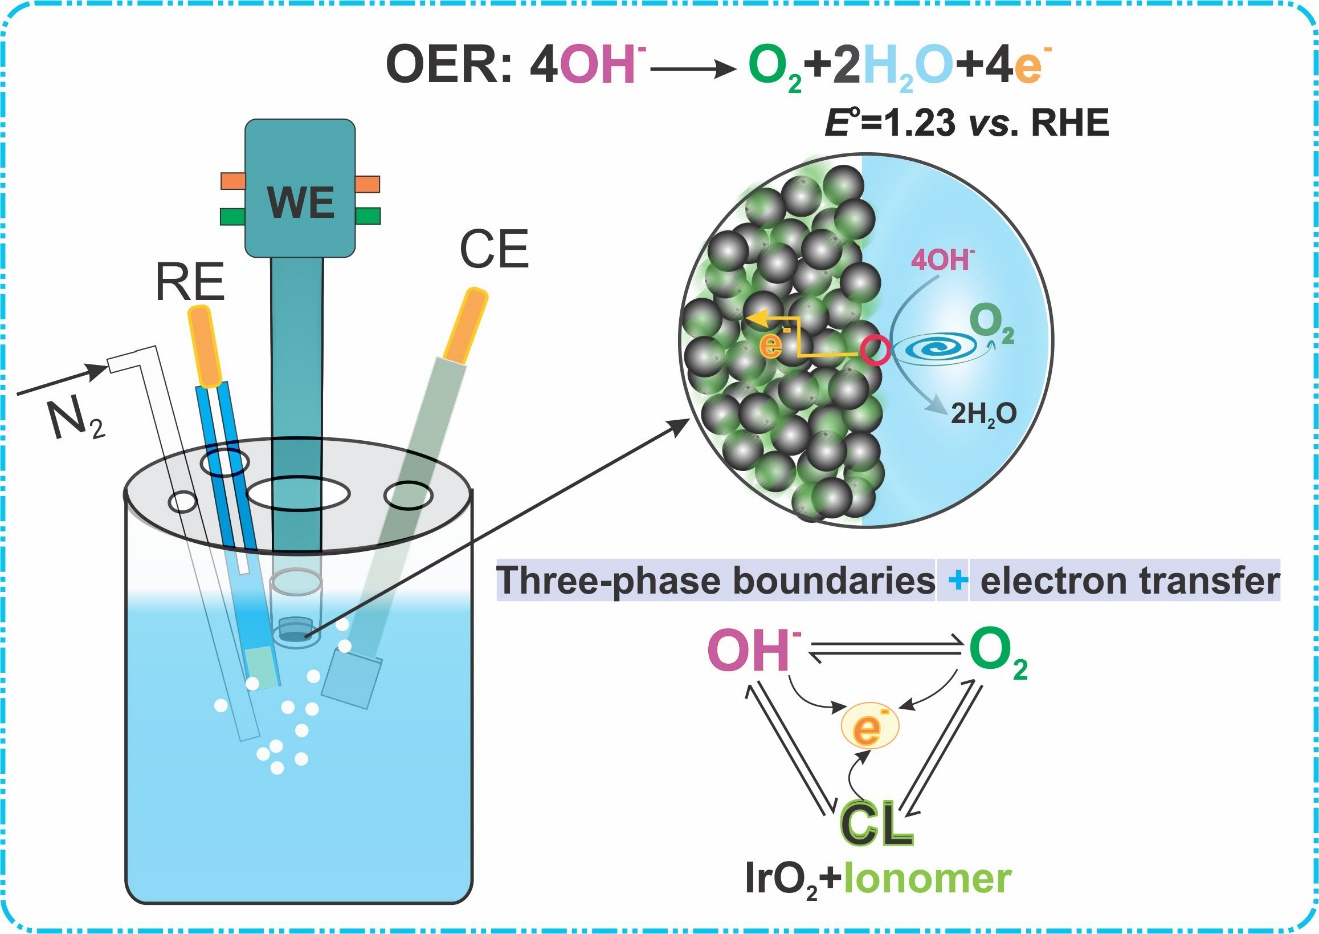 OER: 4OH⁻ ⟶ O₂+2H₂O+4e⁻
E°=1.23 vs. RHE
WE
CE
RE
N₂
4OH⁻
O₂
e⁻
2H₂O
Three-phase boundaries + electron transfer
OH⁻ ⇌ O₂
e⁻
CL
IrO₂+Ionomer